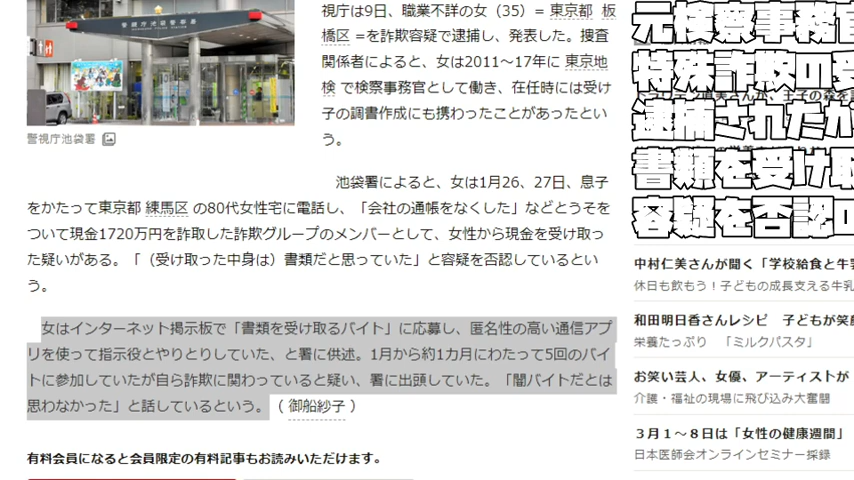 警視庁池袋警察署
視庁は9日、職業不詳の女（35）＝ 東京都 板
橋区 ＝を詐欺容疑で逮捕し、発表した。捜査
関係者によると、女は2011～17年に 東京地
検 で検察事務官として働き、在任時には受け
子の調書作成にも携わったことがあったとい
う。
警視庁池袋署
池袋署によると、女は1月26、27日、息子
をかたって東京都 練馬区 の80代女性宅に電話し、「会社の通帳をなくした」などとうそを
ついて現金1720万円を詐取した詐欺グループのメンバーとして、女性から現金を受け取っ
た疑いがある。「（受け取った中身は）書類だと思っていた」と容疑を否認しているとい
う。
女はインターネット掲示板で「書類を受け取るバイト」に応募し、匿名性の高い通信アプ
リを使って指示役とやりとりしていた、と署に供述。1月から約1カ月にわたって5回のバイ
トに参加していたが自ら詐欺に関わっていると疑い、署に出頭していた。「闇バイトだとは
思わなかった」と話しているという。（ 御船紗子 ）
有料会員になると会員限定の有料記事もお読みいただけます。
元検察事務官
特殊詐欺の受
逮捕されたが
書類を受け取
容疑を否認の
中村仁美さんが聞く「学校給食と牛乳
休日も飲もう！子どもの成長支える牛乳
和田明日香さんレシピ 子どもが笑
栄養たっぷり 「ミルクパスタ」
お笑い芸人、女優、アーティストが
介護・福祉の現場に飛び込み大奮闘
３月１～８日は「女性の健康週間」
日本医師会オンラインセミナー採録